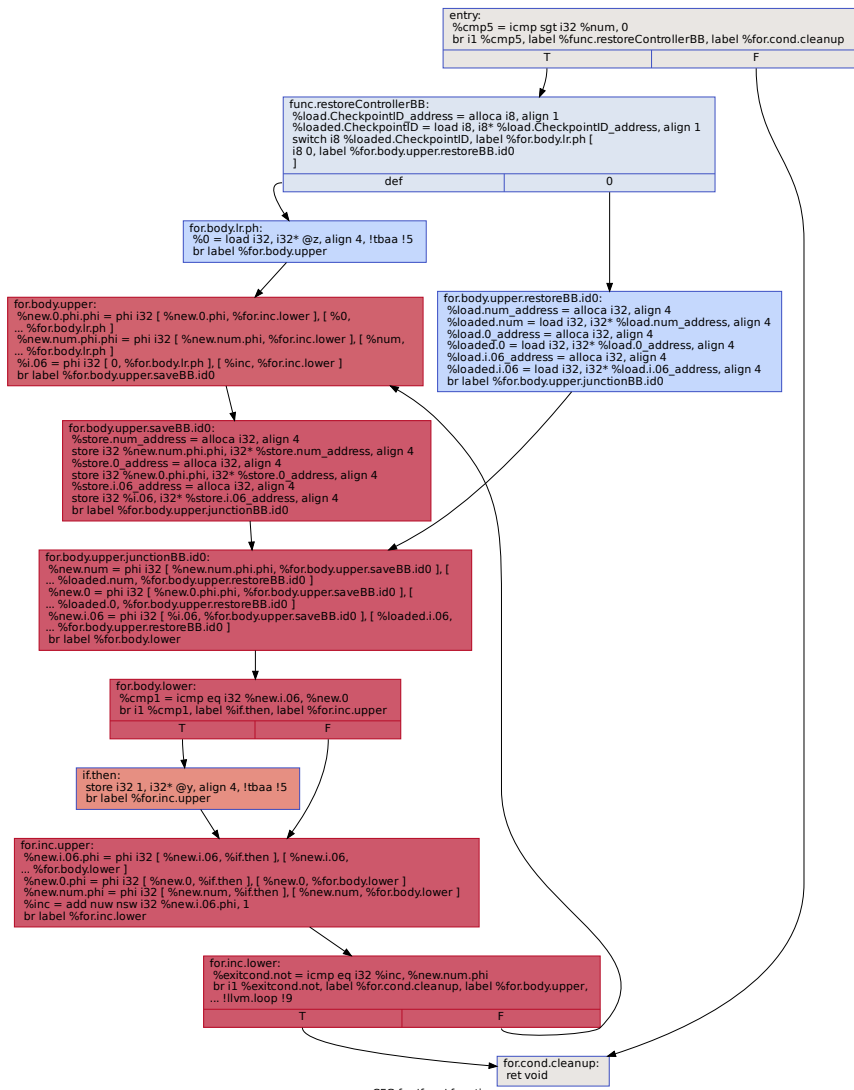 entry:
%cmp5 = icmp sgt i32 %num, 0
br i1 %cmp5, label %func.restoreControllerBB, label %for.cond.cleanup
T
F
func.restoreControllerBB:
%load.CheckpointID_address = alloca i8, align 1
%loaded.CheckpointID = load i8, i8* %load.CheckpointID_address, align 1
switch i8 %loaded.CheckpointID, label %for.body.lr.ph [
i8 0, label %for.body.upper.restoreBB.id0
]
def
0
for.body.lr.ph:
%0 = load i32, i32* @z, align 4, !tbaa !5
br label %for.body.upper
for.body.upper:
%new.0.phi.phi = phi i32 [ %new.0.phi, %for.inc.lower ], [ %0,
... %for.body.lr.ph ]
%new.num.phi.phi = phi i32 [ %new.num.phi, %for.inc.lower ], [ %num,
... %for.body.lr.ph ]
%i.06 = phi i32 [ 0, %for.body.lr.ph ], [ %inc, %for.inc.lower ]
br label %for.body.upper.saveBB.id0
for.body.upper.restoreBB.id0:
%load.num_address = alloca i32, align 4
%loaded.num = load i32, i32* %load.num_address, align 4
%load.0_address = alloca i32, align 4
%loaded.0 = load i32, i32* %load.0_address, align 4
%load.i.06_address = alloca i32, align 4
%loaded.i.06 = load i32, i32* %load.i.06_address, align 4
br label %for.body.upper.junctionBB.id0
for.body.upper.saveBB.id0:
%store.num_address = alloca i32, align 4
store i32 %new.num.phi.phi, i32* %store.num_address, align 4
%store.0_address = alloca i32, align 4
store i32 %new.0.phi.phi, i32* %store.0_address, align 4
%store.i.06_address = alloca i32, align 4
store i32 %i.06, i32* %store.i.06_address, align 4
br label %for.body.upper.junctionBB.id0
for.body.upper.junctionBB.id0:
%new.num = phi i32 [ %new.num.phi.phi, %for.body.upper.saveBB.id0 ], [
... %loaded.num, %for.body.upper.restoreBB.id0 ]
%new.0 = phi i32 [ %new.0.phi.phi, %for.body.upper.saveBB.id0 ], [
... %loaded.0, %for.body.upper.restoreBB.id0 ]
%new.i.06 = phi i32 [ %i.06, %for.body.upper.saveBB.id0 ], [ %loaded.i.06,
... %for.body.upper.restoreBB.id0 ]
br label %for.body.lower
for.body.lower:
%cmp1 = icmp eq i32 %new.i.06, %new.0
br i1 %cmp1, label %if.then, label %for.inc.upper
T
F
if.then:
store i32 1, i32* @y, align 4, !tbaa !5
br label %for.inc.upper
for.inc.upper:
%new.i.06.phi = phi i32 [ %new.i.06, %if.then ], [ %new.i.06,
... %for.body.lower ]
%new.0.phi = phi i32 [ %new.0, %if.then ], [ %new.0, %for.body.lower ]
%new.num.phi = phi i32 [ %new.num, %if.then ], [ %new.num, %for.body.lower ]
%inc = add nuw nsw i32 %new.i.06.phi, 1
br label %for.inc.lower
for.inc.lower:
%exitcond.not = icmp eq i32 %inc, %new.num.phi
br i1 %exitcond.not, label %for.cond.cleanup, label %for.body.upper,
... !llvm.loop !9
T
F
for.cond.cleanup:
ret void